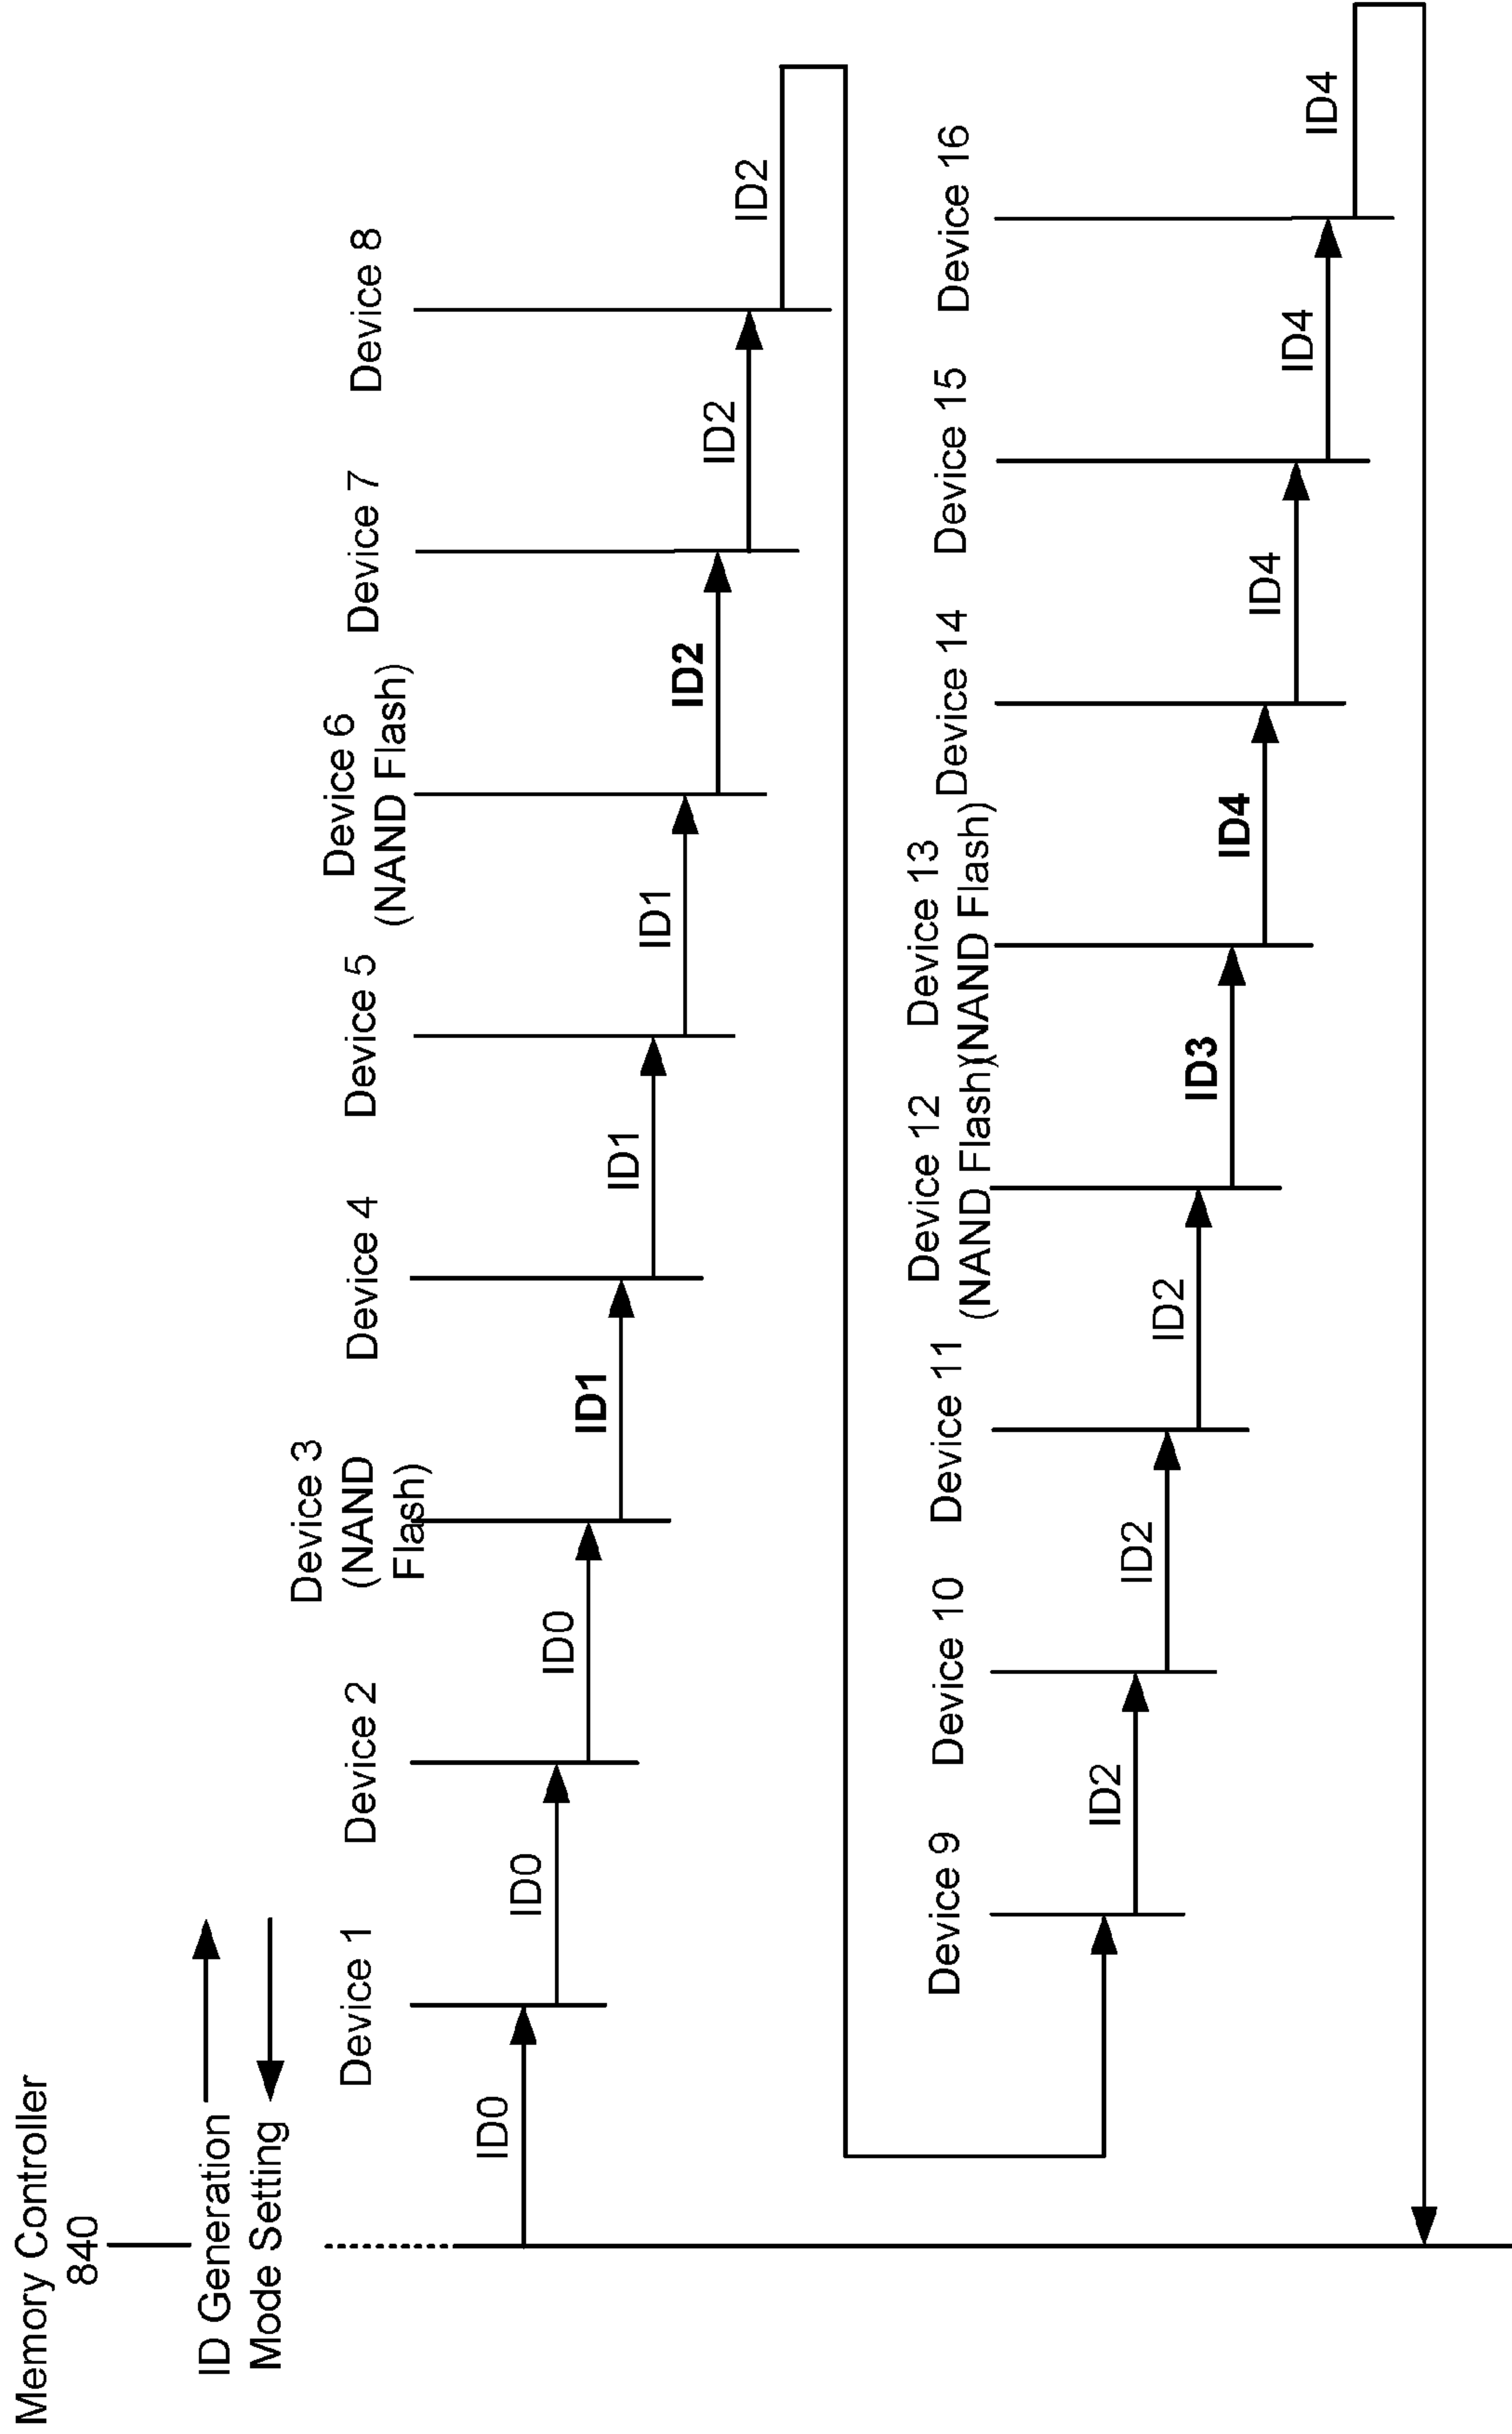 Memory Controller
840
ID Generation
Mode Setting
Device 1
Device 2
Device 3
(NAND
Flash)
Device 4
Device 5
Device 6
(NAND Flash)
Device 7
Device 8
ID0
ID0
ID0
ID1
ID1
ID1
ID2
ID2
ID2
Device 9
Device 10
Device 11
Device 12
(NAND Flash)
Device 13
(NAND Flash)
Device 14
Device 15
Device 16
ID2
ID2
ID2
ID3
ID4
ID4
ID4
ID4